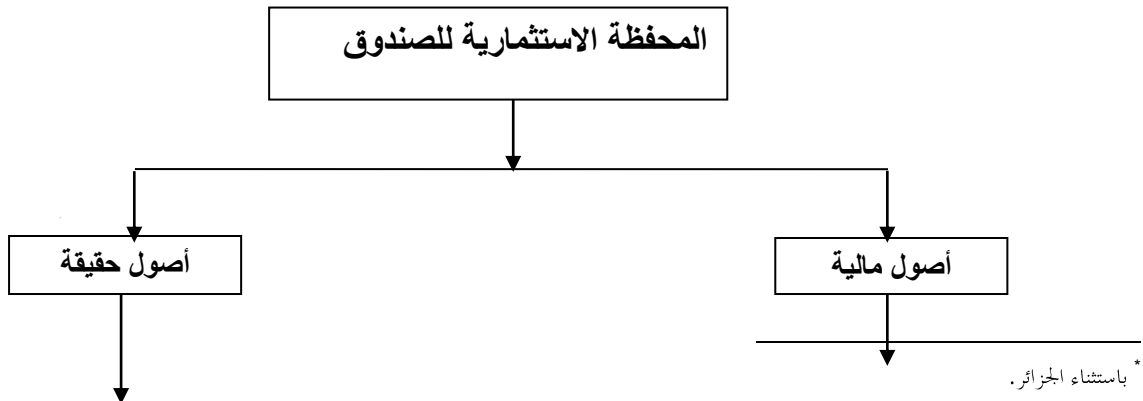 المحفظة الاستثمارية للصندوق
أصول مالية
أصول حقيقة
* باستثناء الجزائر.